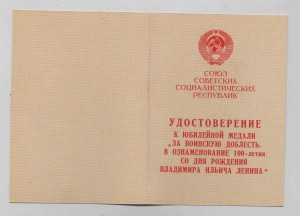 СОЮЗ
СОВЕТСКИХ
СОЦИАЛИСТИЧЕСКИХ
РЕСПУБЛИК
УДОСТОВЕРЕНИЕ
К ЮБИЛЕЙНОЙ МЕДАЛИ
„ЗА ВОИНСКУЮ ДОБЛЕСТЬ.
В ОЗНАМЕНОВАНИЕ 100-летия
СО ДНЯ РОЖДЕНИЯ
ВЛАДИМИРА ИЛЬИЧА ЛЕНИНА“